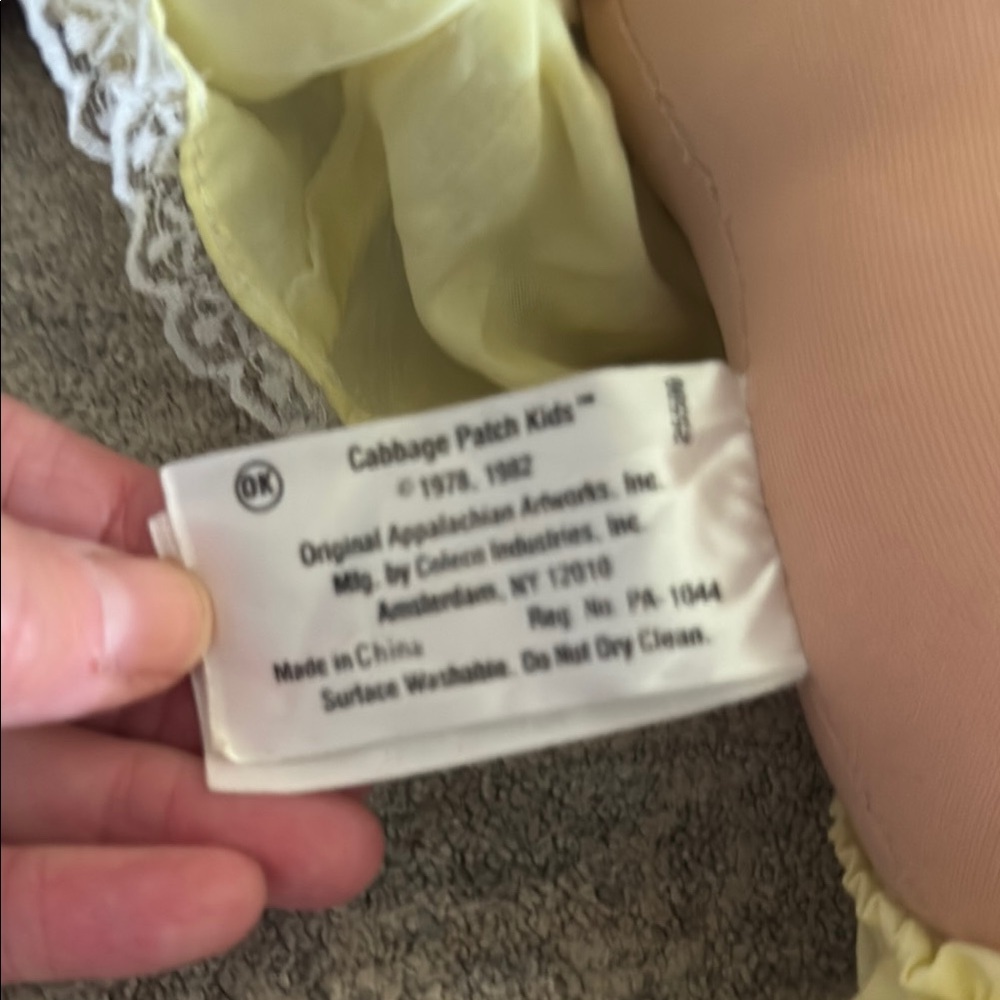 OK
Cabbage Patch Kids™
© 1978, 1982
Original Appalachian Artworks, Inc.
Mfg. by Coleco Industries, Inc.
Amsterdam, NY 12010
Reg. No. PA-1044
Made in China
Surface Washable. Do Not Dry Clean.